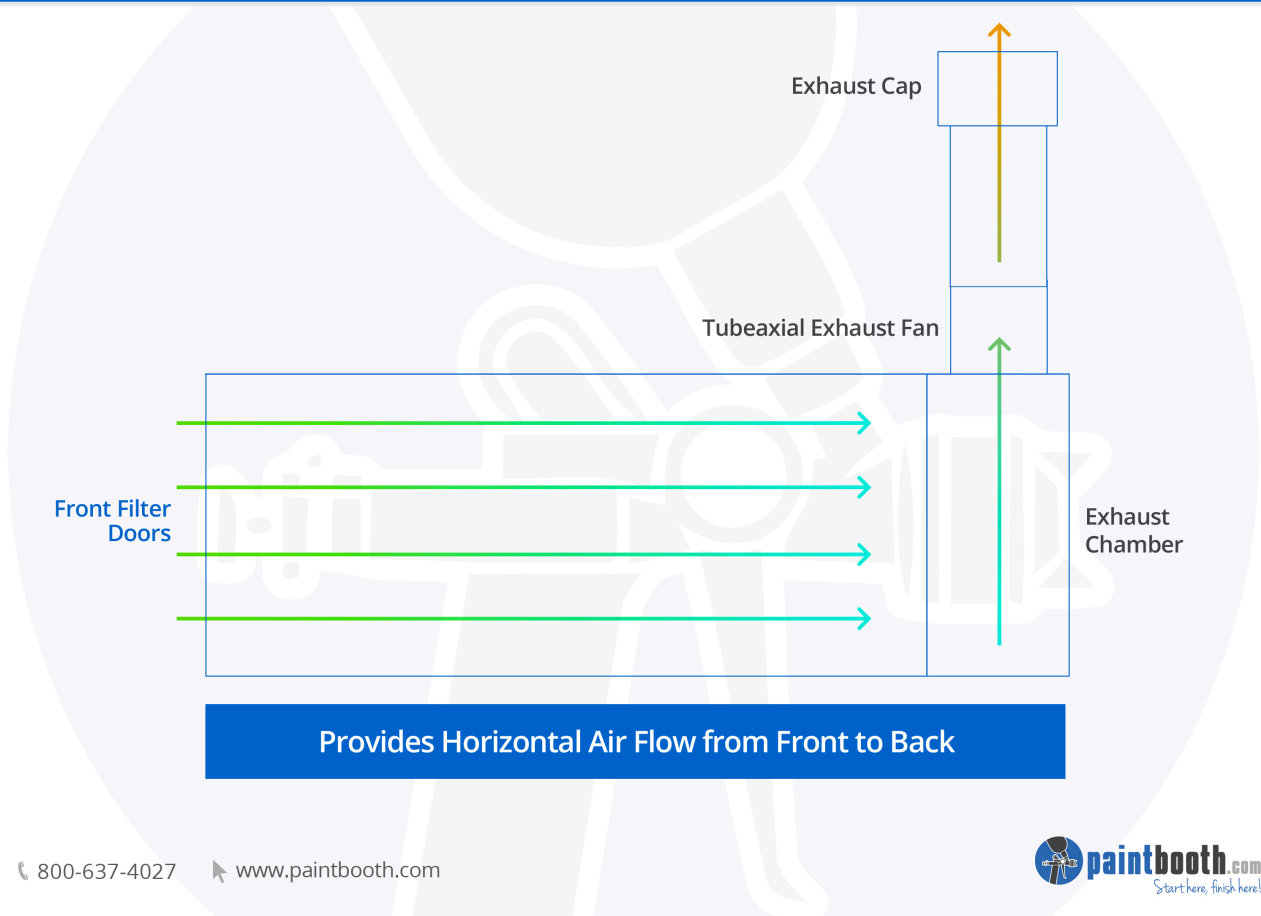 Exhaust Cap
Tubeaxial Exhaust Fan
Front Filter
Doors
Exhaust
Chamber
Provides Horizontal Air Flow from Front to Back
800-637-4027
www.paintbooth.com
paintbooth.com
Start here, finish here!